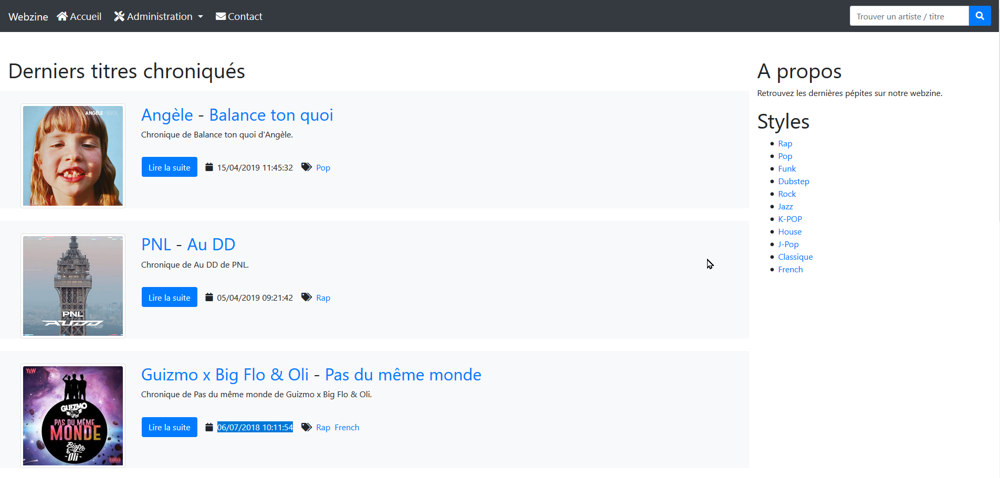 Webzine Accueil Administration Contact
Trouver un artiste / titre
Derniers titres chroniqués
ANGÈLE
Angèle - Balance ton quoi
Chronique de Balance ton quoi d'Angèle.
Lire la suite 15/04/2019 11:45:32 Pop
PNL
AU DD
PNL - Au DD
Chronique de Au DD de PNL.
Lire la suite 05/04/2019 09:21:42 Rap
Y&W
GUIZMO
PAS DU MÊME
MONDE
Bigflo
&
Oli
Guizmo x Big Flo & Oli - Pas du même monde
Chronique de Pas du même monde de Guizmo x Big Flo & Oli.
Lire la suite 06/07/2018 10:11:54 Rap French
A propos
Retrouvez les dernières pépites sur notre webzine.
Styles
Rap
Pop
Funk
Dubstep
Rock
Jazz
K-POP
House
J-Pop
Classique
French